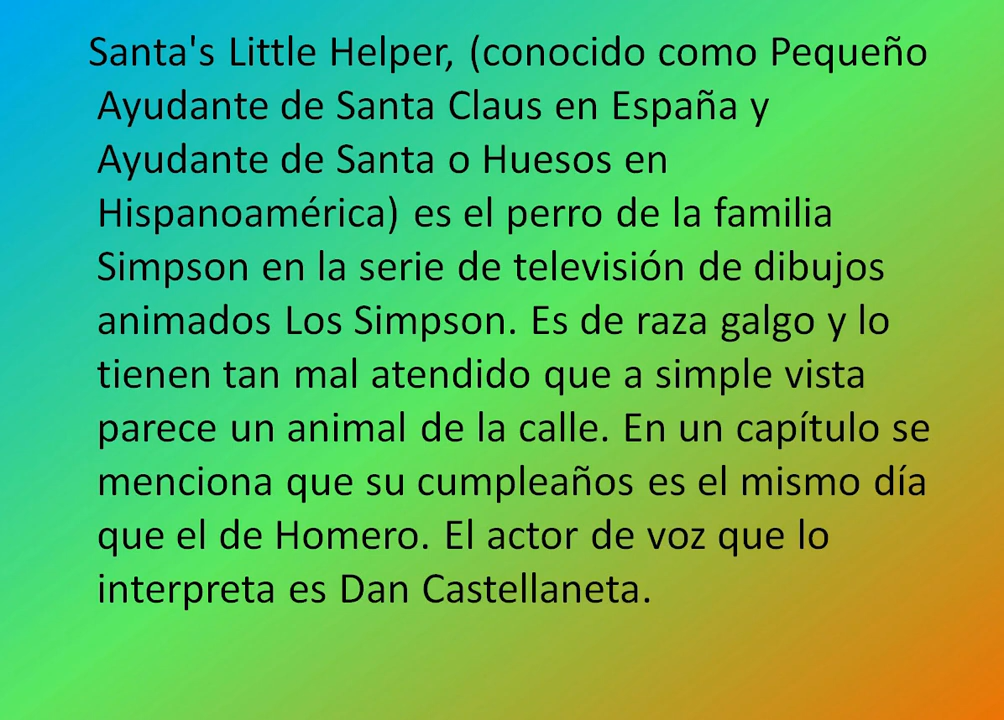 Santa's Little Helper, (conocido como Pequeño
Ayudante de Santa Claus en España y
Ayudante de Santa o Huesos en
Hispanoamérica) es el perro de la familia
Simpson en la serie de televisión de dibujos
animados Los Simpson. Es de raza galgo y lo
tienen tan mal atendido que a simple vista
parece un animal de la calle. En un capítulo se
menciona que su cumpleaños es el mismo día
que el de Homero. El actor de voz que lo
interpreta es Dan Castellaneta.